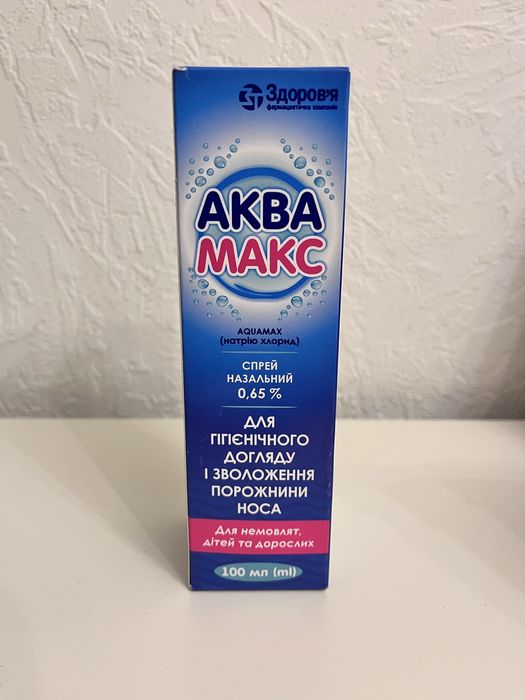 Здоров'я
фармацевтична компанія
АКВА
МАКС
AQUAMAX
(натрію хлорид)
СПРЕЙ
НАЗАЛЬНИЙ
0,65 %
ДЛЯ
ГІГІЄНІЧНОГО
ДОГЛЯДУ
І ЗВОЛОЖЕННЯ
ПОРОЖНИНИ
НОСА
Для немовлят,
дітей та дорослих
100 мл (ml)